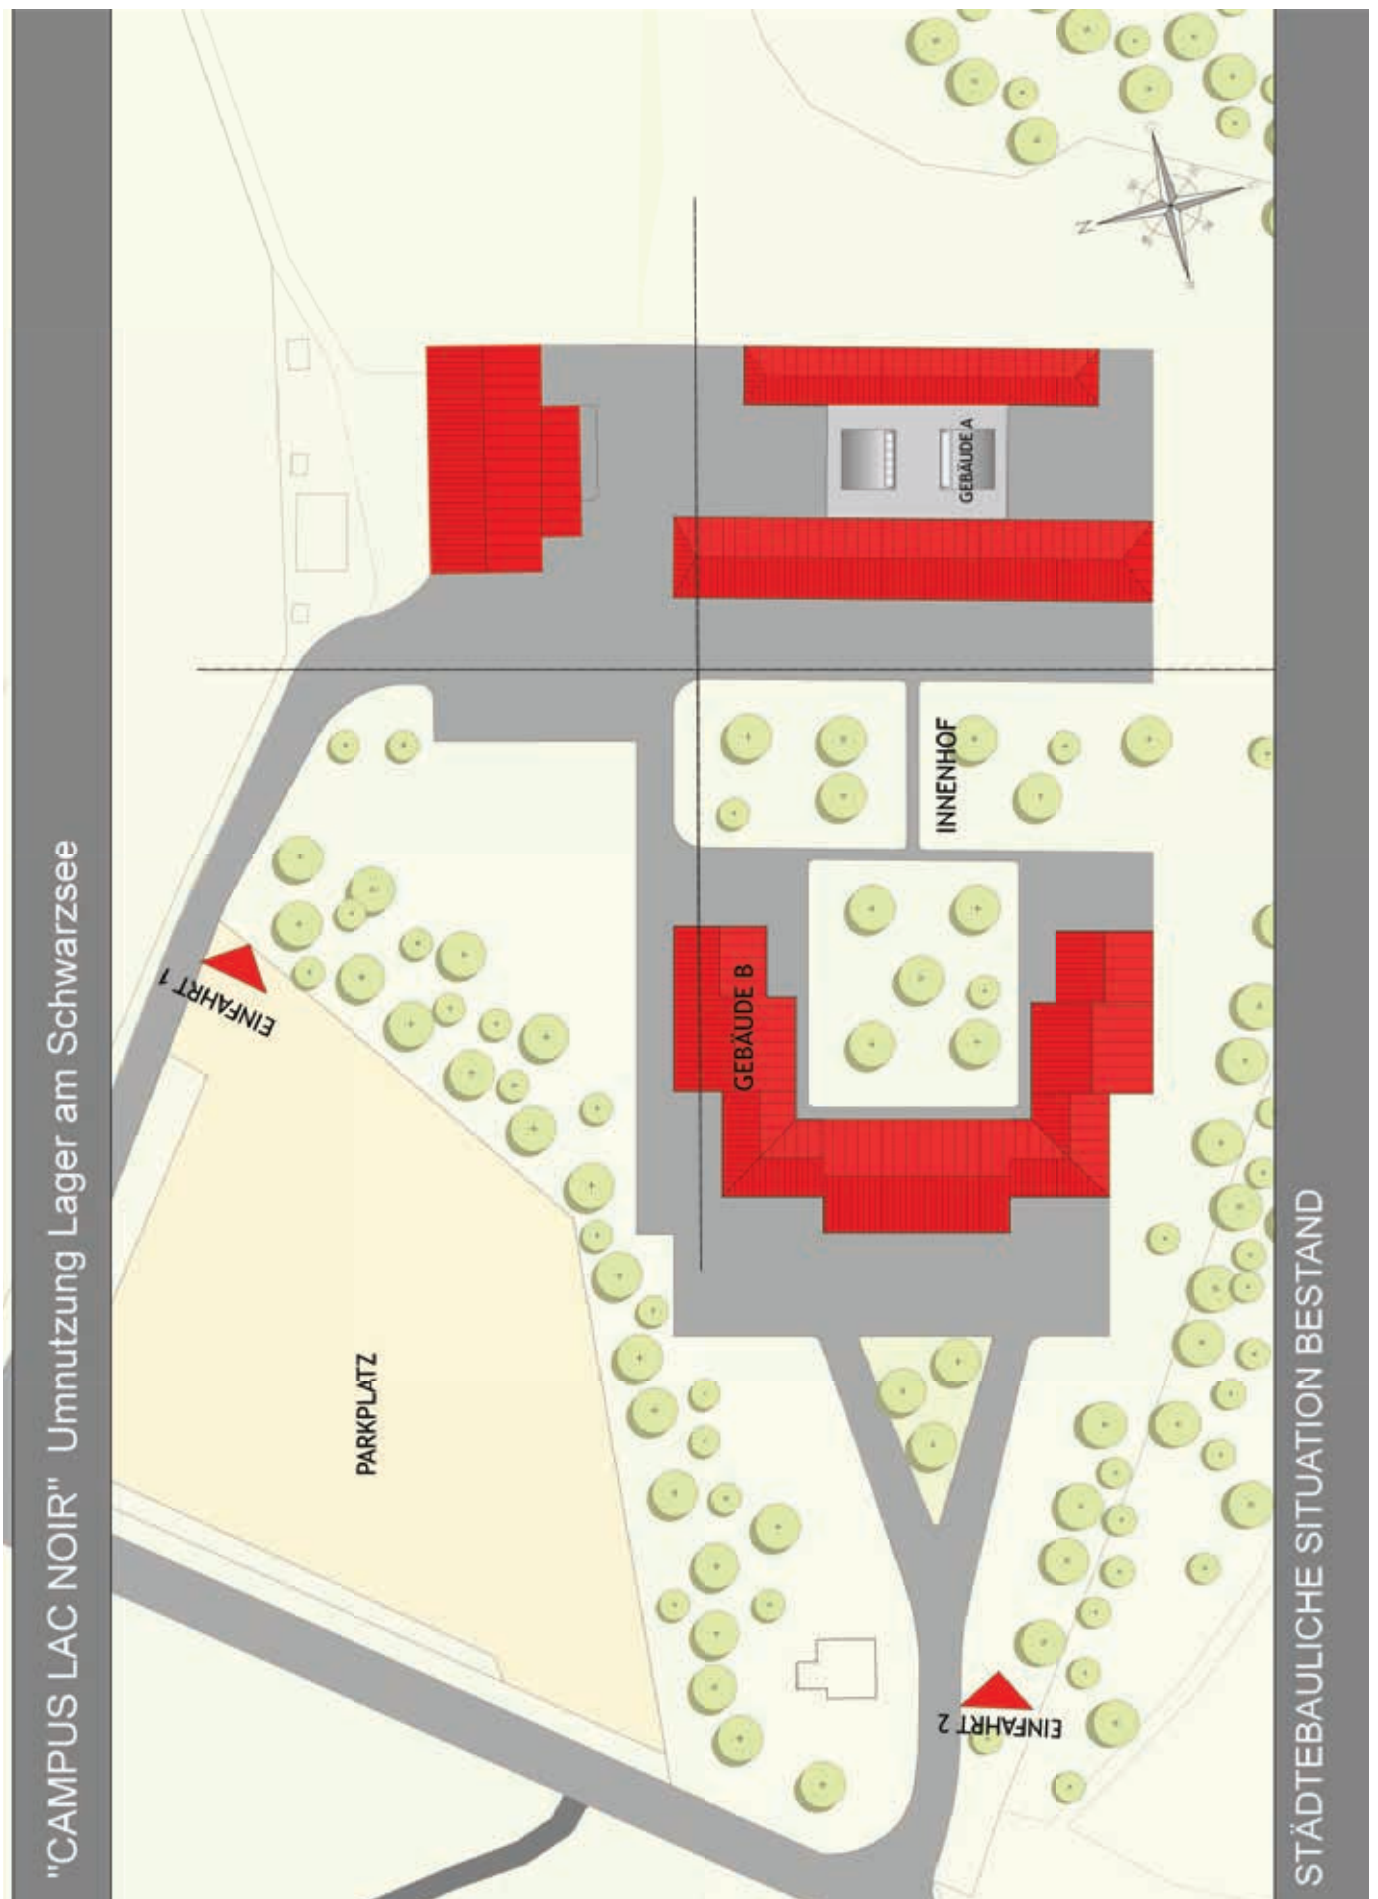 "CAMPUS LAC NOIR" Umnutzung Lager am Schwarzsee
EINFAHRT 1
PARKPLATZ
N
GEBÄUDE A
INNENHOF
GEBÄUDE B
EINFAHRT 2
STÄDTEBAULICHE SITUATION BESTAND